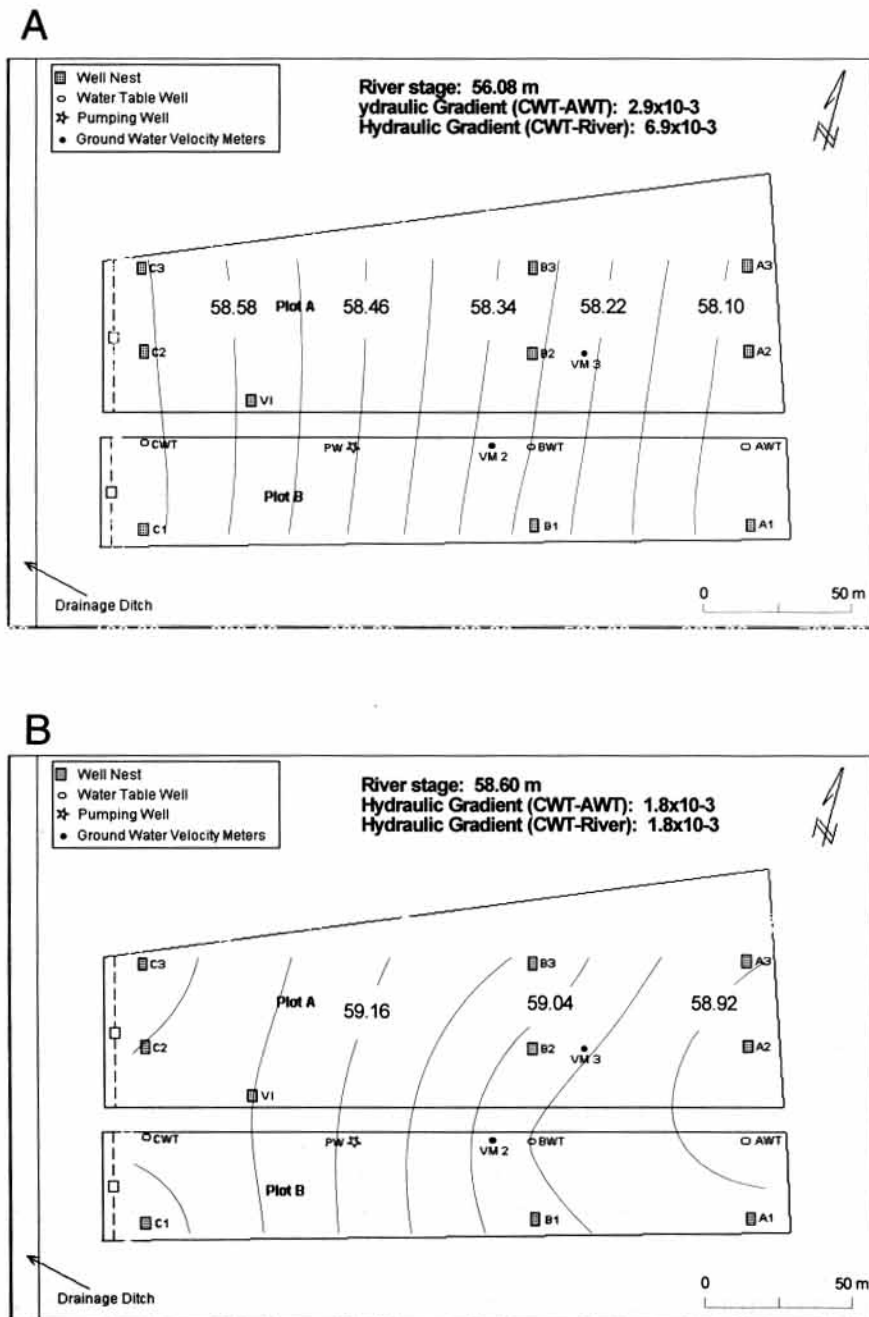 A
Well Nest
Water Table Well
Pumping Well
Ground Water Velocity Meters
River stage: 56.08 m
ydraulic Gradient (CWT-AWT): 2.9x10-3
Hydraulic Gradient (CWT-River): 6.9x10-3
C3
B3
A3
58.58
Plot A
58.46
58.34
58.22
58.10
C2
B2
VM 3
A2
VI
CWT
PW
VM 2
BWT
AWT
Plot B
C1
B1
A1
Drainage Ditch
0
50 m
B
Well Nest
Water Table Well
Pumping Well
Ground Water Velocity Meters
River stage: 58.60 m
Hydraulic Gradient (CWT-AWT): 1.8x10-3
Hydraulic Gradient (CWT-River): 1.8x10-3
C3
B3
A3
Plot A
59.16
59.04
58.92
C2
B2
VM 3
A2
VI
CWT
PW
VM 2
BWT
AWT
Plot B
C1
B1
A1
Drainage Ditch
0
50 m